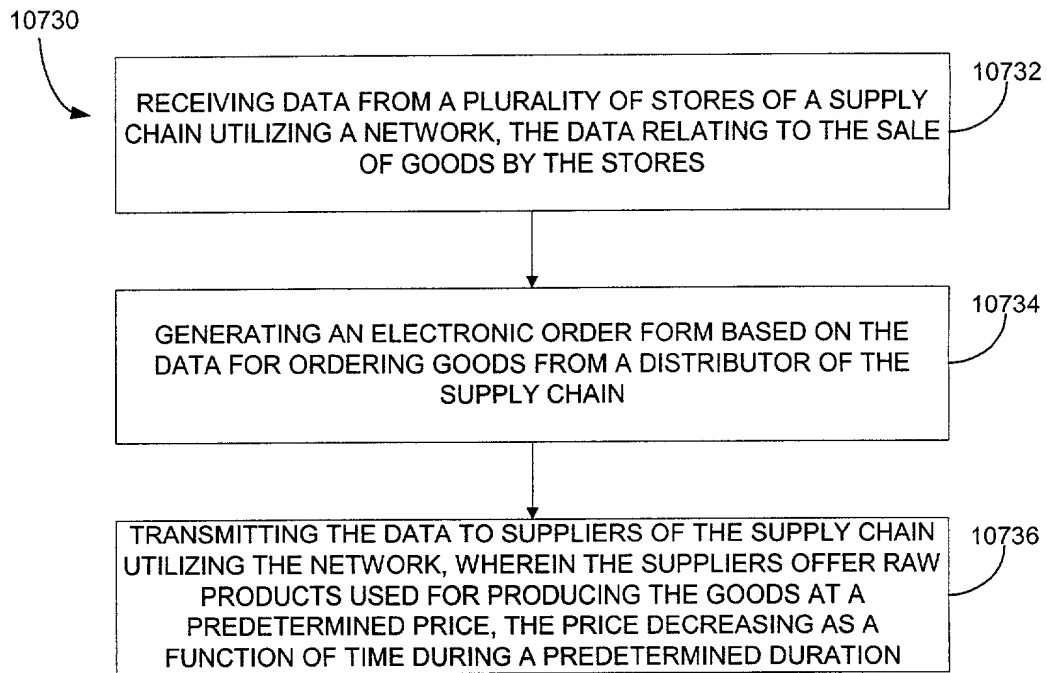 10730
10732
RECEIVING DATA FROM A PLURALITY OF STORES OF A SUPPLY
CHAIN UTILIZING A NETWORK, THE DATA RELATING TO THE SALE
OF GOODS BY THE STORES
10734
GENERATING AN ELECTRONIC ORDER FORM BASED ON THE
DATA FOR ORDERING GOODS FROM A DISTRIBUTOR OF THE
SUPPLY CHAIN
10736
TRANSMITTING THE DATA TO SUPPLIERS OF THE SUPPLY CHAIN
UTILIZING THE NETWORK, WHEREIN THE SUPPLIERS OFFER RAW
PRODUCTS USED FOR PRODUCING THE GOODS AT A
PREDETERMINED PRICE, THE PRICE DECREASING AS A
FUNCTION OF TIME DURING A PREDETERMINED DURATION